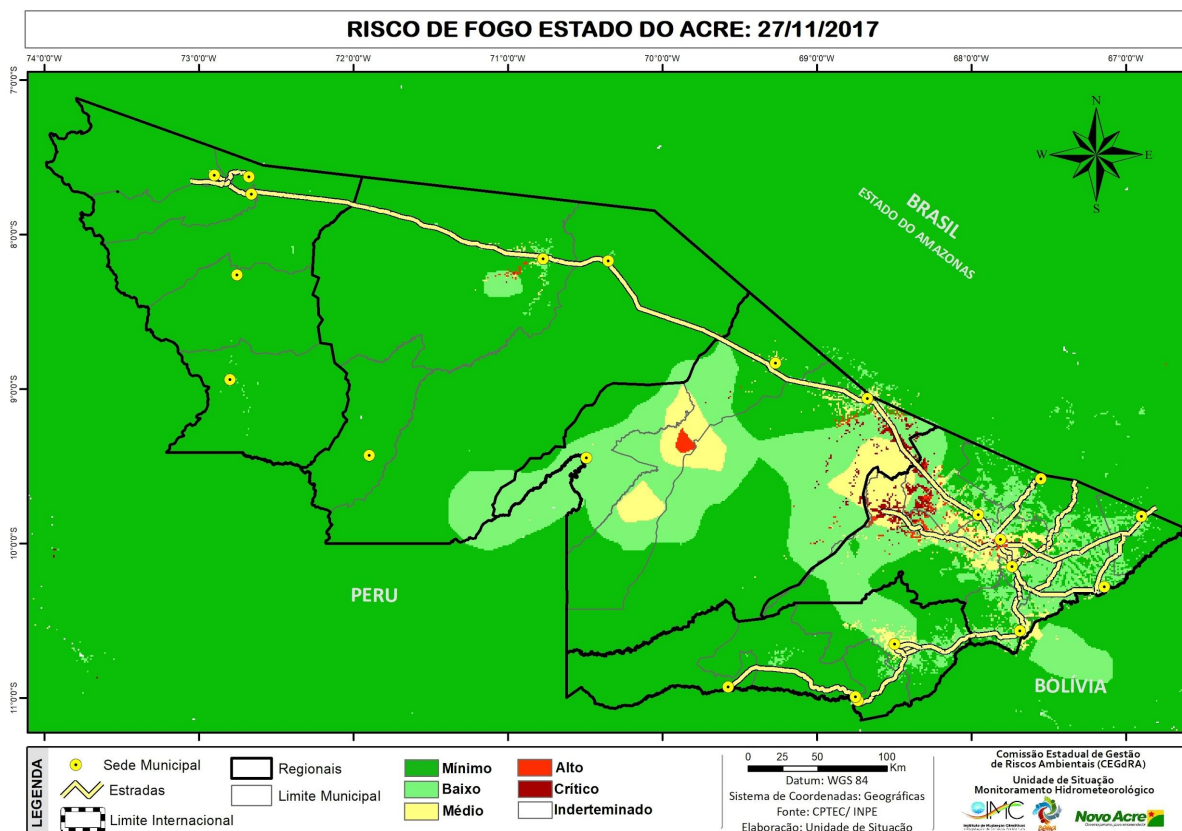 RISCO DE FOGO ESTADO DO ACRE: 27/11/2017
74°0'0"W 73°0'0"W 72°0'0"W 71°0'0"W 70°0'0"W 69°0'0"W 68°0'0"W 67°0'0"W
7°0'0"S
8°0'0"S
9°0'0"S
10°0'0"S
11°0'0"S
N
W E
S
BRASIL
ESTADO DO AMAZONAS
PERU
BOLÍVIA
LEGENDA
Sede Municipal
Estradas
Limite Internacional
Regionais
Limite Municipal
Mínimo
Baixo
Médio
Alto
Crítico
Inderteminado
0 25 50 100
Km
Datum: WGS 84
Sistema de Coordenadas: Geográficas
Fonte: CPTEC/ INPE
Elaboração: Unidade de Situação
Comissão Estadual de Gestão
de Riscos Ambientais (CEGdRA)
Unidade de Situação
Monitoramento Hidrometeorológico
IMC
Novo Acre